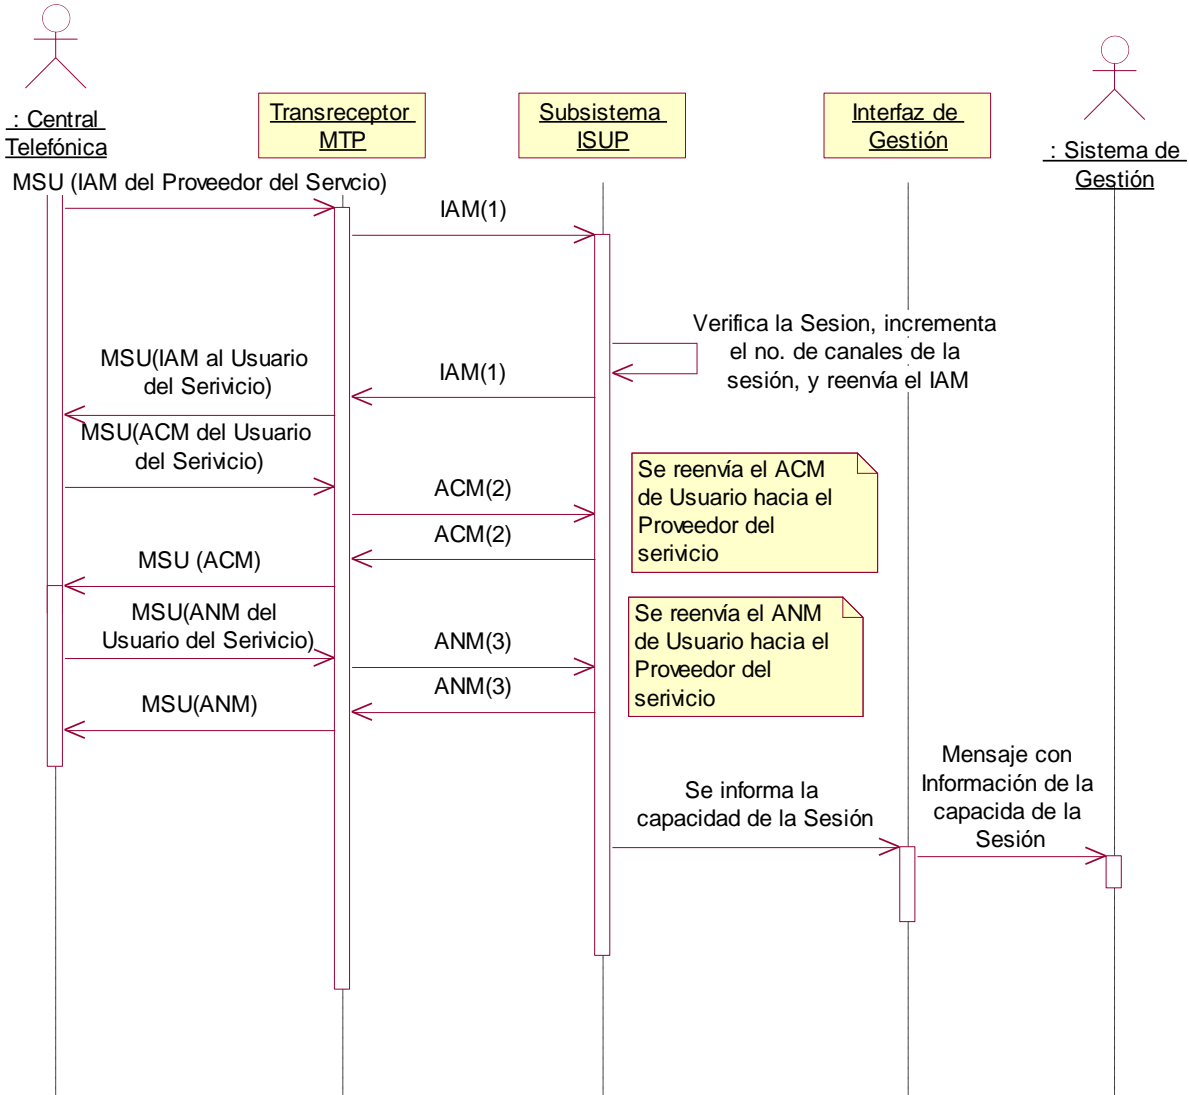 : Central
Telefónica
Transreceptor
MTP
Subsistema
ISUP
Interfaz de
Gestión
: Sistema de
Gestión
MSU (IAM del Proveedor del Servcio)
IAM(1)
Verifica la Sesion, incrementa
el no. de canales de la
sesión, y reenvía el IAM
MSU(IAM al Usuario
del Serivicio)
IAM(1)
MSU(ACM del Usuario
del Serivicio)
ACM(2)
Se reenvía el ACM
de Usuario hacia el
Proveedor del
serivicio
ACM(2)
MSU (ACM)
MSU(ANM del
Usuario del Serivicio)
ANM(3)
Se reenvía el ANM
de Usuario hacia el
Proveedor del
serivicio
ANM(3)
MSU(ANM)
Se informa la
capacidad de la Sesión
Mensaje con
Información de la
capacida de la
Sesión